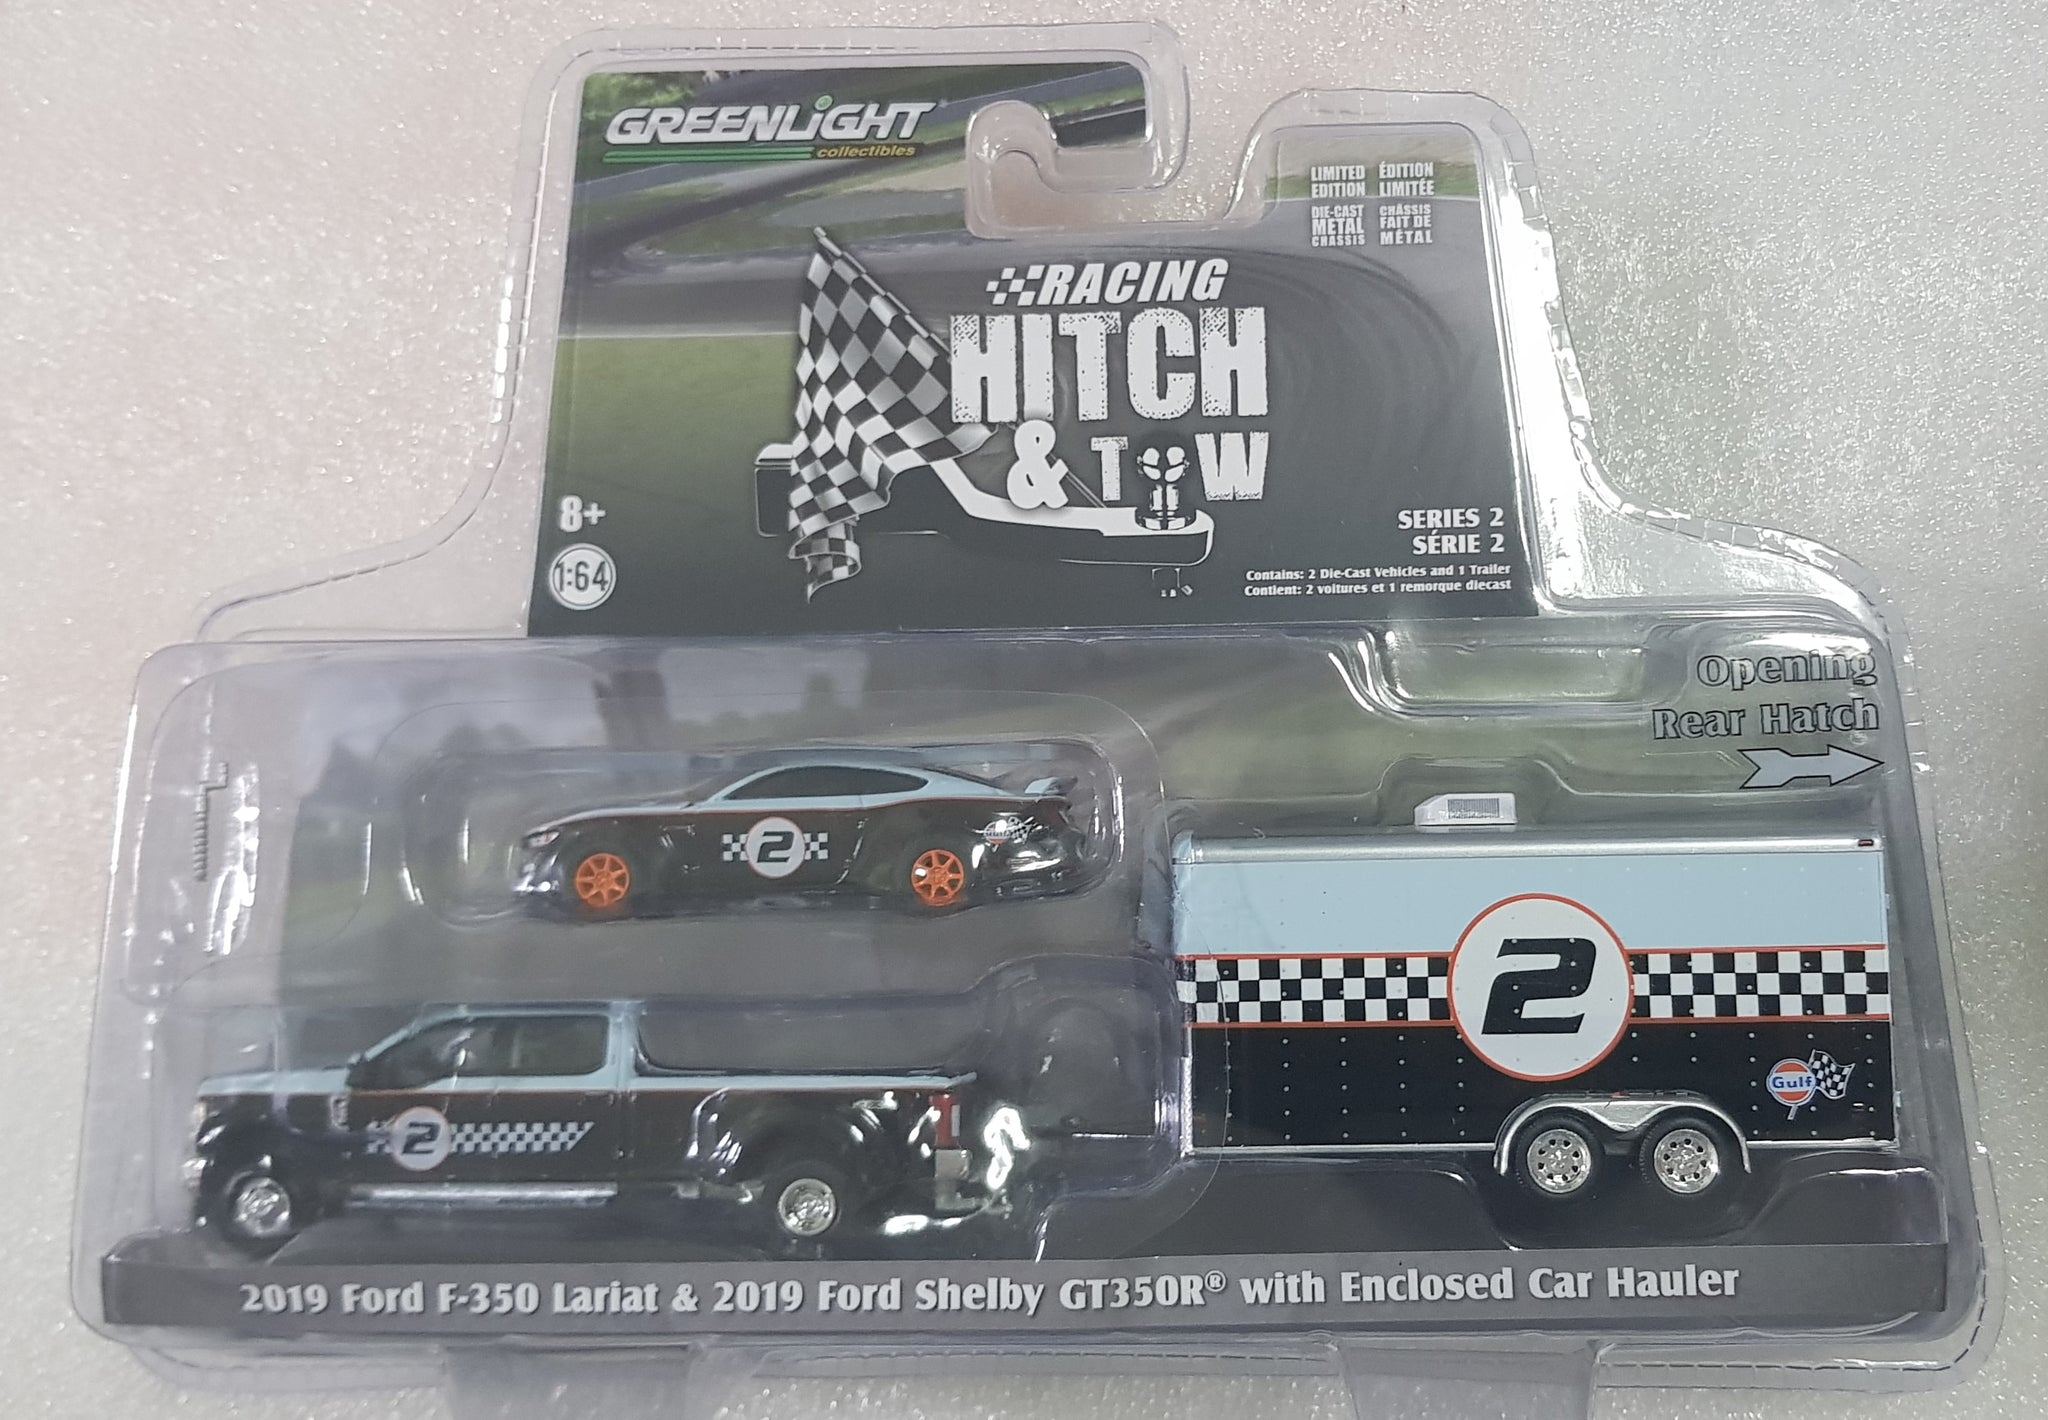 GREENLiGHT
collectibles
LIMITED EDITION
ÉDITION LIMITÉE
DIE-CAST METAL CHASSIS
CHÂSSIS FAIT DE MÉTAL
RACING
HITCH
& TOW
8+
1:64
SERIES 2
SÉRIE 2
Contains: 2 Die-Cast Vehicles and 1 Trailer
Contient: 2 voitures et 1 remorque diecast
Opening
Rear Hatch
2
Gulf
2
2
Gulf
2019 Ford F-350 Lariat & 2019 Ford Shelby GT350R® with Enclosed Car Hauler